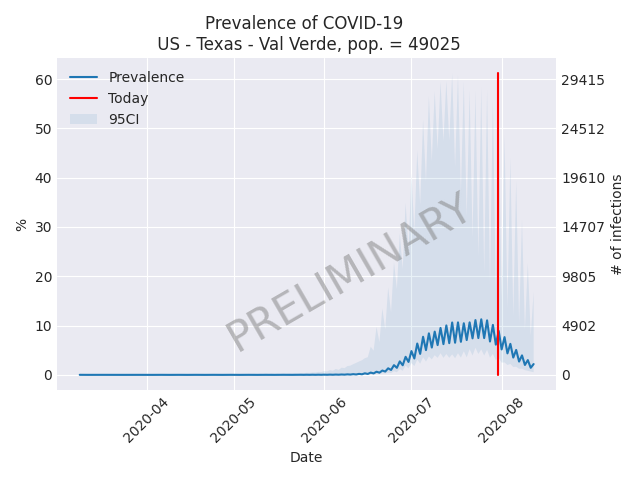 Prevalence of COVID-19
US - Texas - Val Verde, pop. = 49025
Prevalence
Today
95CI
60
50
40
30
20
10
0
%
29415
24512
19610
14707
9805
4902
0
# of infections
PRELIMINARY
2020-04
2020-05
2020-06
2020-07
2020-08
Date